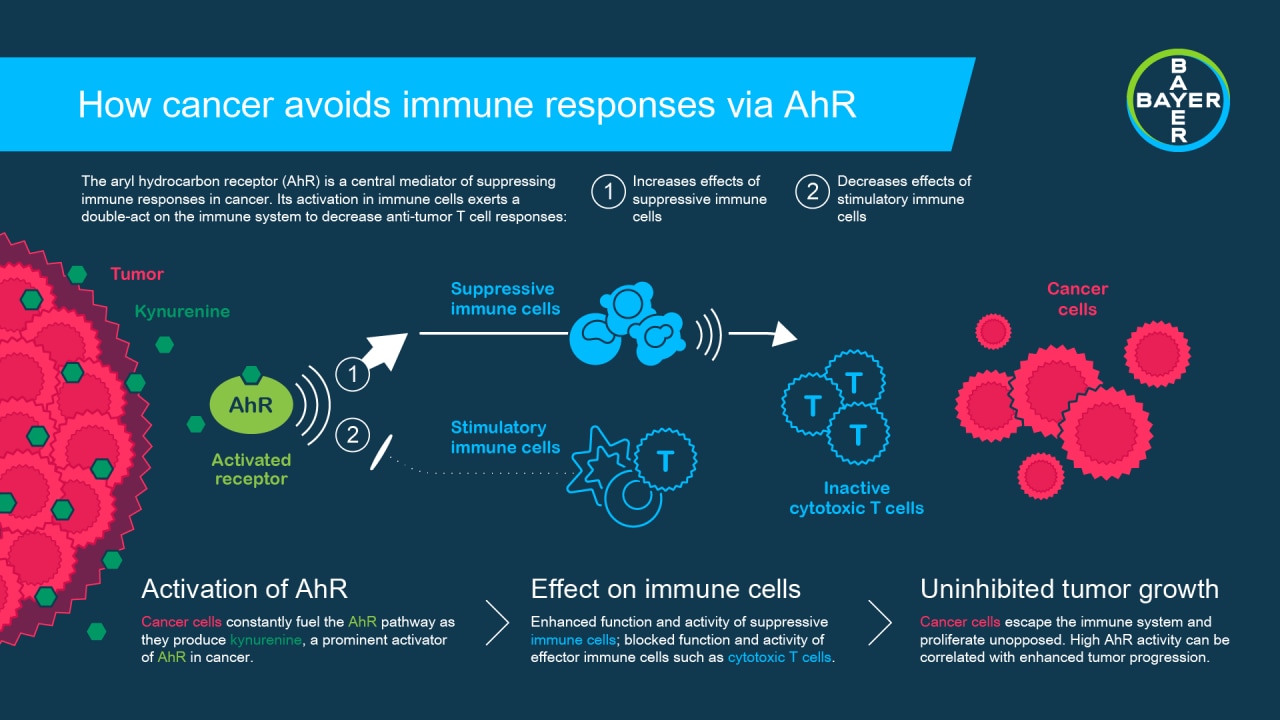 How cancer avoids immune responses via AhR
B
A
BAYER
E
R
The aryl hydrocarbon receptor (AhR) is a central mediator of suppressing
immune responses in cancer. Its activation in immune cells exerts a
double-act on the immune system to decrease anti-tumor T cell responses:
1
Increases effects of
suppressive immune
cells
2
Decreases effects of
stimulatory immune
cells
Tumor
Kynurenine
AhR
Activated
receptor
1
2
Suppressive
immune cells
Stimulatory
immune cells
T
T
T
T
Inactive
cytotoxic T cells
Cancer
cells
Activation of AhR
Cancer cells constantly fuel the AhR pathway as
they produce kynurenine, a prominent activator
of AhR in cancer.
Effect on immune cells
Enhanced function and activity of suppressive
immune cells; blocked function and activity of
effector immune cells such as cytotoxic T cells.
Uninhibited tumor growth
Cancer cells escape the immune system and
proliferate unopposed. High AhR activity can be
correlated with enhanced tumor progression.